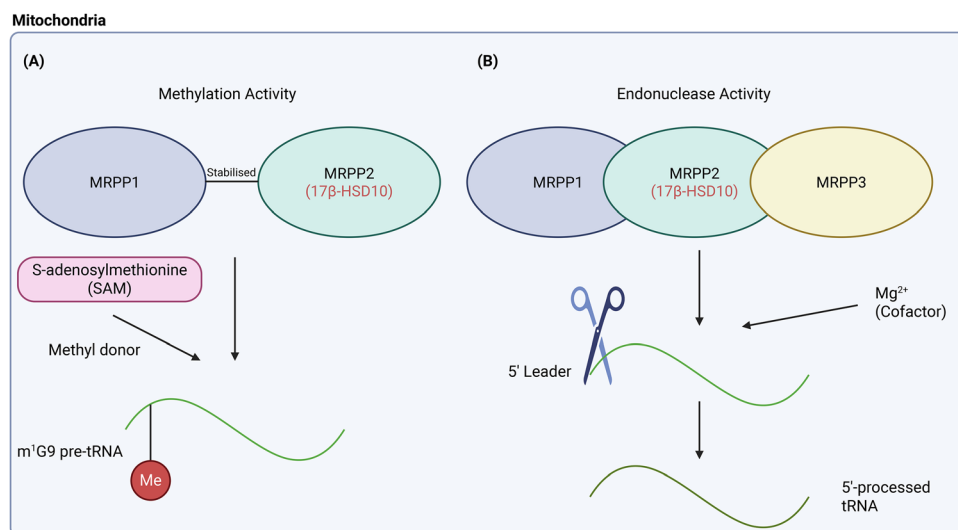 Mitochondria
(A)
Methylation Activity
MRPP1
Stabilised
MRPP2
(17β-HSD10)
S-adenosylmethionine
(SAM)
Methyl donor
m¹G9 pre-tRNA
Me
(B)
Endonuclease Activity
MRPP1
MRPP2
(17β-HSD10)
MRPP3
Mg²⁺
(Cofactor)
5' Leader
5'-processed
tRNA